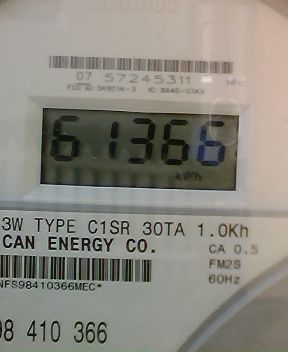 07 57245311
61366
kWh
3W TYPE C1SR 30TA 1.0Kh
CAN ENERGY CO.
CA 0.5
FM2S
60Hz
NFS98410366MEC*
98 410 366